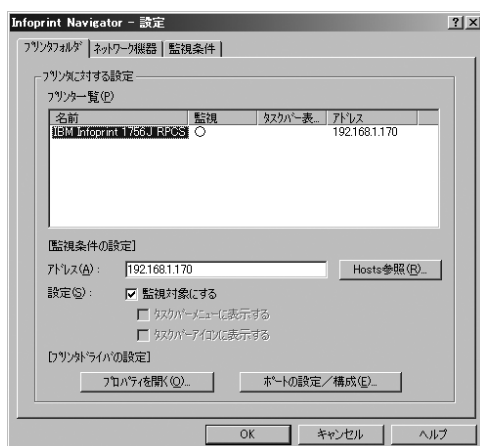 Infoprint Navigator - 設定
プリンタフォルダ ネットワーク機器 監視条件
プリンタに対する設定
プリンター覧(P)
名前 監視 タスクバー表... アドレス
IBM Infoprint 1756J RPCS ○ 192.168.1.170
[監視条件の設定]
アドレス(A): 192.168.1.170 Hosts参照(R)...
設定(S): 監視対象にする
タスクバーメニューに表示する
タスクバーアイコンに表示する
[プリンタドライバの設定]
プロパティを開く(O)... ポートの設定/構成(E)...
OK キャンセル ヘルプ